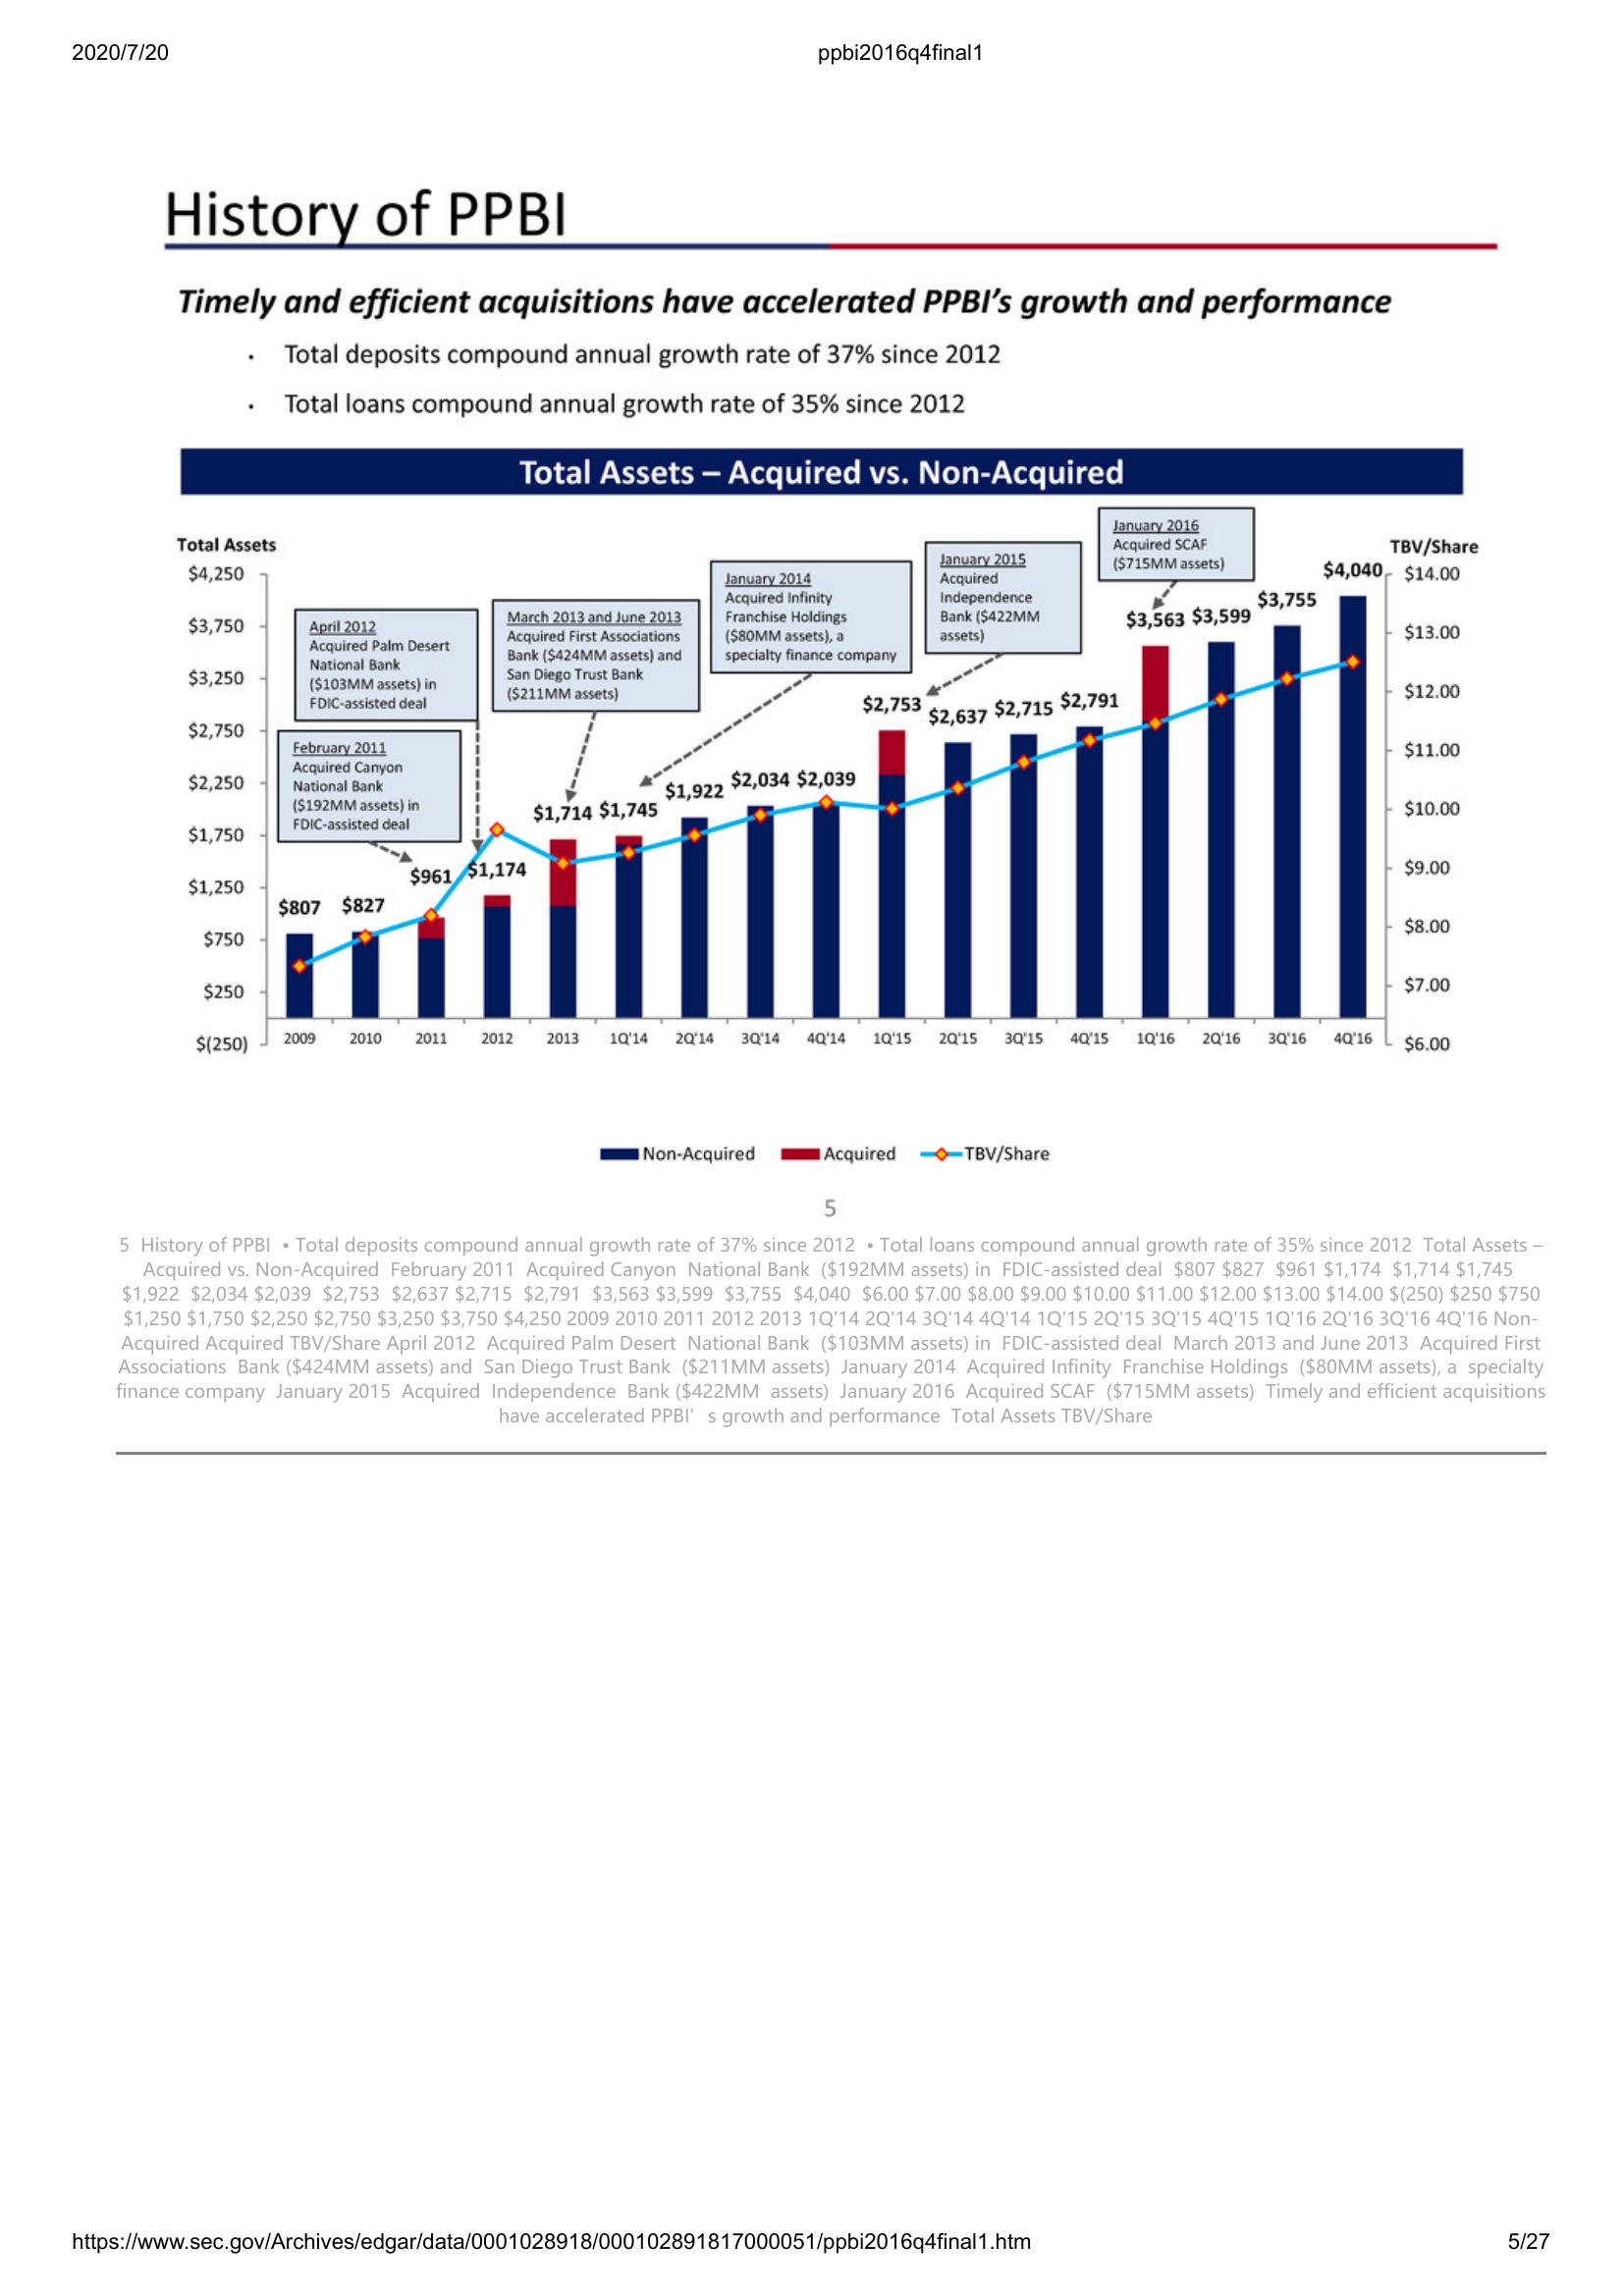 2020/7/20
ppbi2016q4final1
History of PPBI
Timely and efficient acquisitions have accelerated PPBI’s growth and performance
• Total deposits compound annual growth rate of 37% since 2012
• Total loans compound annual growth rate of 35% since 2012
Total Assets – Acquired vs. Non-Acquired
Total Assets
$4,250
$3,750
$3,250
$2,750
$2,250
$1,750
$1,250
$750
$250
$(250)
February 2011
Acquired Canyon
National Bank
($192MM assets) in
FDIC-assisted deal
April 2012
Acquired Palm Desert
National Bank
($103MM assets) in
FDIC-assisted deal
March 2013 and June 2013
Acquired First Associations
Bank ($424MM assets) and
San Diego Trust Bank
($211MM assets)
January 2014
Acquired Infinity
Franchise Holdings
($80MM assets), a
specialty finance company
January 2015
Acquired
Independence
Bank ($422MM
assets)
January 2016
Acquired SCAF
($715MM assets)
TBV/Share
$14.00
$13.00
$12.00
$11.00
$10.00
$9.00
$8.00
$7.00
$6.00
$807 $827 $961 $1,174 $1,714 $1,745 $1,922 $2,034 $2,039 $2,753 $2,637 $2,715 $2,791 $3,563 $3,599 $3,755 $4,040
2009 2010 2011 2012 2013 1Q'14 2Q'14 3Q'14 4Q'14 1Q'15 2Q'15 3Q'15 4Q'15 1Q'16 2Q'16 3Q'16 4Q'16
Non-Acquired Acquired TBV/Share
5
5 History of PPBI • Total deposits compound annual growth rate of 37% since 2012 • Total loans compound annual growth rate of 35% since 2012 Total Assets –
Acquired vs. Non-Acquired February 2011 Acquired Canyon National Bank ($192MM assets) in FDIC-assisted deal $807 $827 $961 $1,174 $1,714 $1,745
$1,922 $2,034 $2,039 $2,753 $2,637 $2,715 $2,791 $3,563 $3,599 $3,755 $4,040 $6.00 $7.00 $8.00 $9.00 $10.00 $11.00 $12.00 $13.00 $14.00 $(250) $250 $750
$1,250 $1,750 $2,250 $2,750 $3,250 $3,750 $4,250 2009 2010 2011 2012 2013 1Q'14 2Q'14 3Q'14 4Q'14 1Q'15 2Q'15 3Q'15 4Q'15 1Q'16 2Q'16 3Q'16 4Q'16 Non-
Acquired Acquired TBV/Share April 2012 Acquired Palm Desert National Bank ($103MM assets) in FDIC-assisted deal March 2013 and June 2013 Acquired First
Associations Bank ($424MM assets) and San Diego Trust Bank ($211MM assets) January 2014 Acquired Infinity Franchise Holdings ($80MM assets), a specialty
finance company January 2015 Acquired Independence Bank ($422MM assets) January 2016 Acquired SCAF ($715MM assets) Timely and efficient acquisitions
have accelerated PPBI’ s growth and performance Total Assets TBV/Share
https://www.sec.gov/Archives/edgar/data/0001028918/000102891817000051/ppbi2016q4final1.htm
5/27